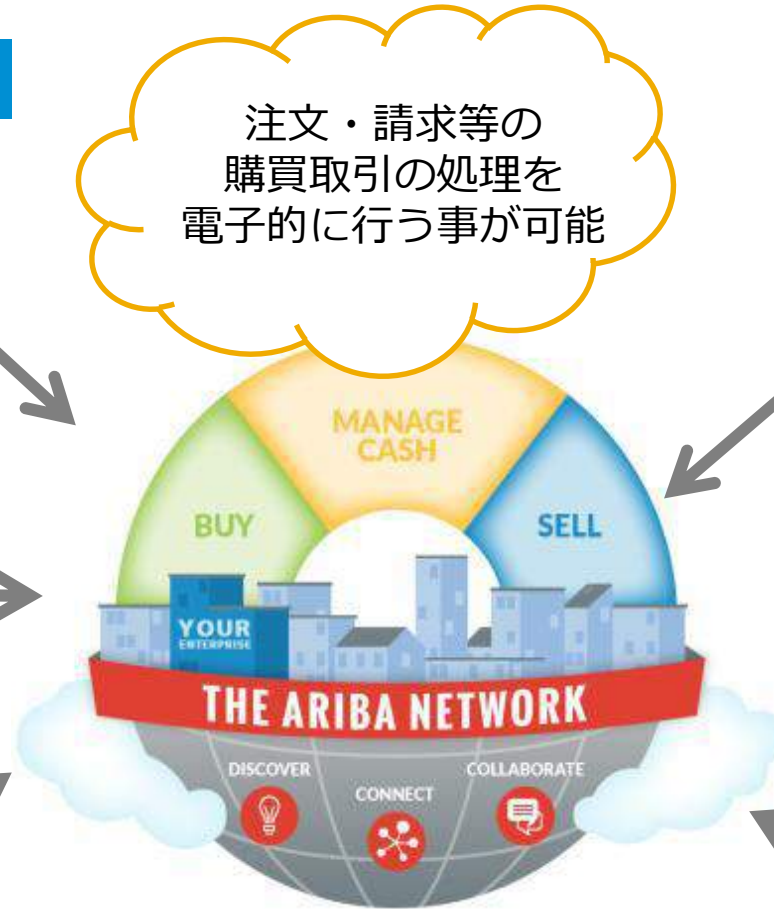 注文・請求等の
購買取引の処理を
電子的に行う事が可能
MANAGE
CASH
BUY
SELL
YOUR
ENTERPRISE
THE ARIBA NETWORK
DISCOVER
CONNECT
COLLABORATE